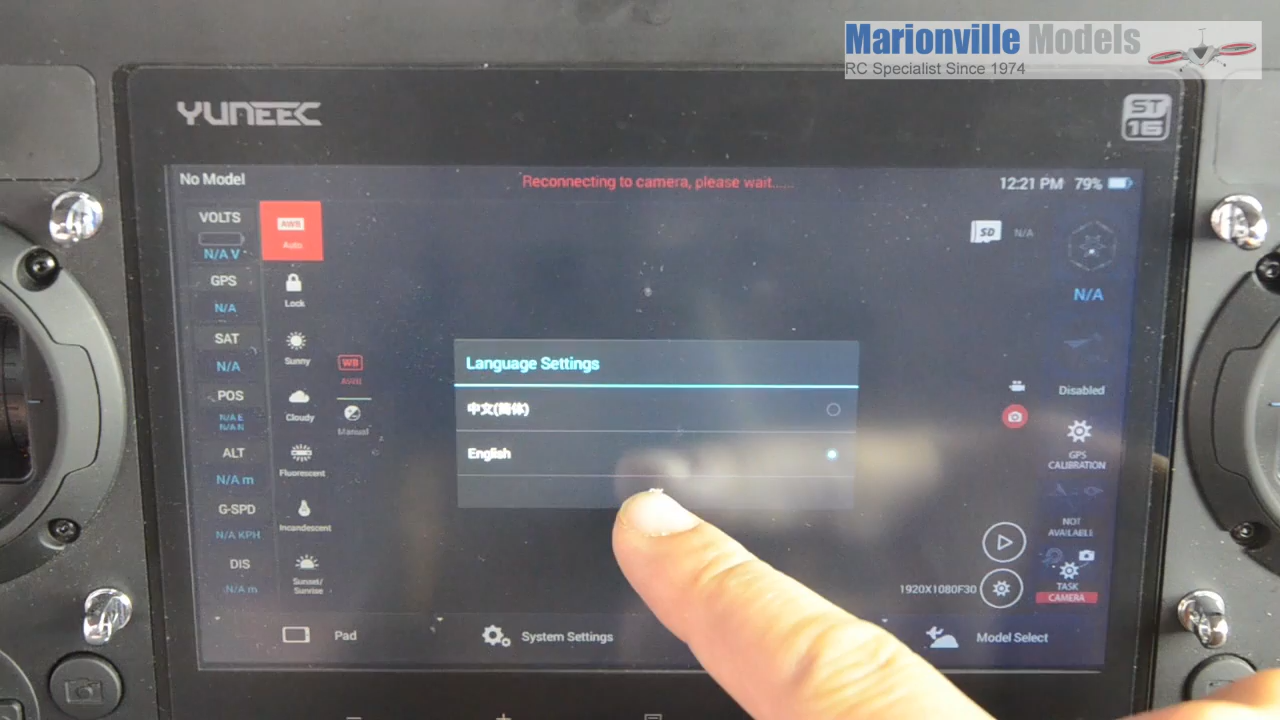 Marionville Models
RC Specialist Since 1974
YUNEEC
ST
16
No Model
Reconnecting to camera, please wait......
12:21 PM 79%
VOLTS
N/A V
GPS
N/A
SAT
N/A
POS
N/A E
N/A N
ALT
N/A m
G-SPD
N/A KPH
DIS
N/A m
AWB
Auto
Lock
Sunny
Cloudy
Fluorescent
Incandescent
Sunset/
Sunrise
WB
AWB
Manual
Language Settings
中文(简体)
English
SD N/A
N/A
Disabled
GPS
CALIBRATION
NOT
AVAILABLE
TASK
CAMERA
1920X1080F30
Pad
System Settings
Model Select